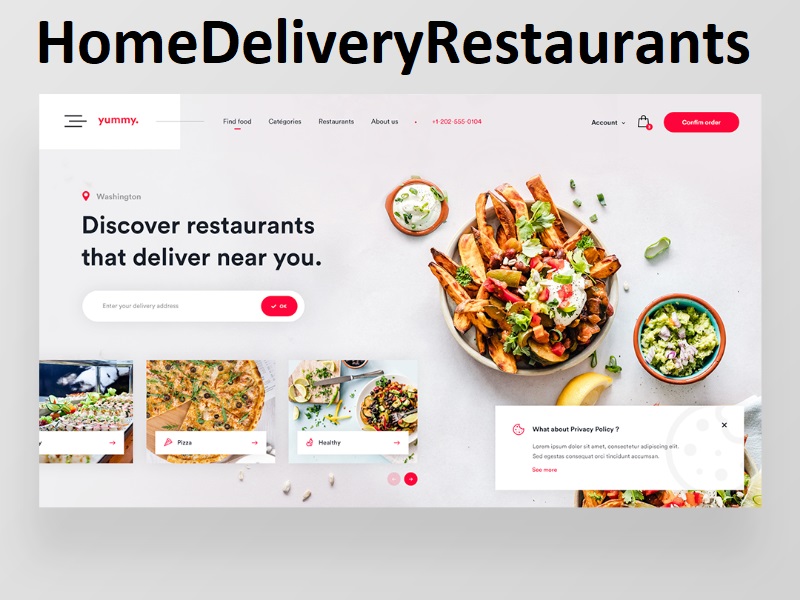 HomeDeliveryRestaurants
yummy.
Find food
Categories
Restaurants
About us
+1-202-555-0104
Account
Confirm order
Washington
Discover restaurants
that deliver near you.
Enter your delivery address
OK
y
Pizza
Healthy
What about Privacy Policy ?
Lorem ipsum dolor sit amet, consectetur adipiscing elit.
Sed egestas consequat orci tincidunt accumsan.
See more